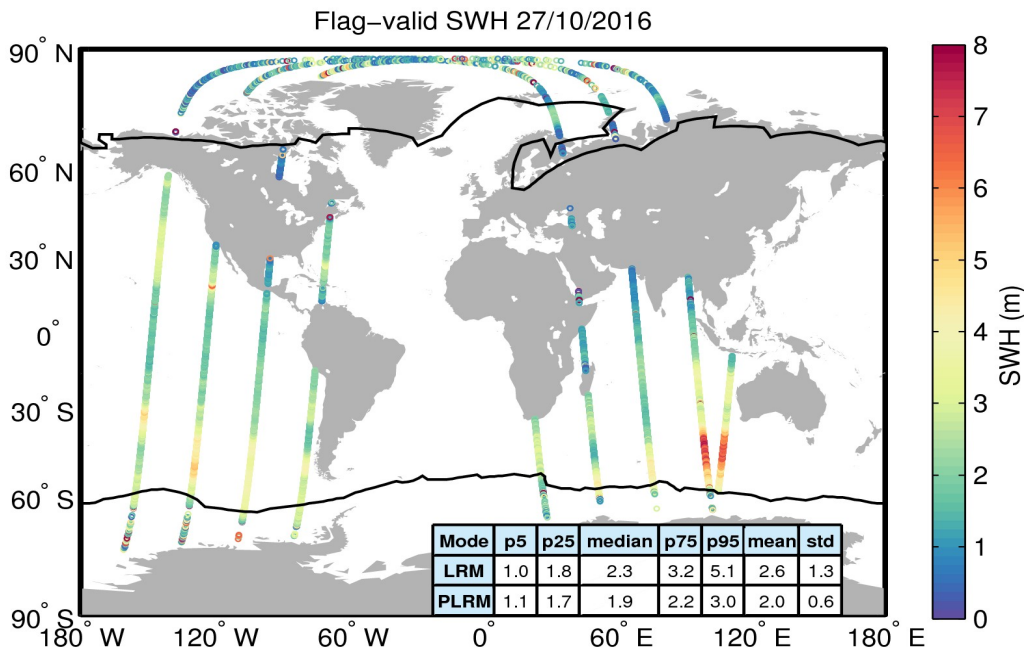 Flag−valid SWH 27/10/2016
90° N
60° N
30° N
0°
30° S
60° S
90° S
180° W
120° W
60° W
0°
60° E
120° E
180° E
8
7
6
5
4
3
2
1
0
SWH (m)
Mode p5 p25 median p75 p95 mean std
LRM 1.0 1.8 2.3 3.2 5.1 2.6 1.3
PLRM 1.1 1.7 1.9 2.2 3.0 2.0 0.6